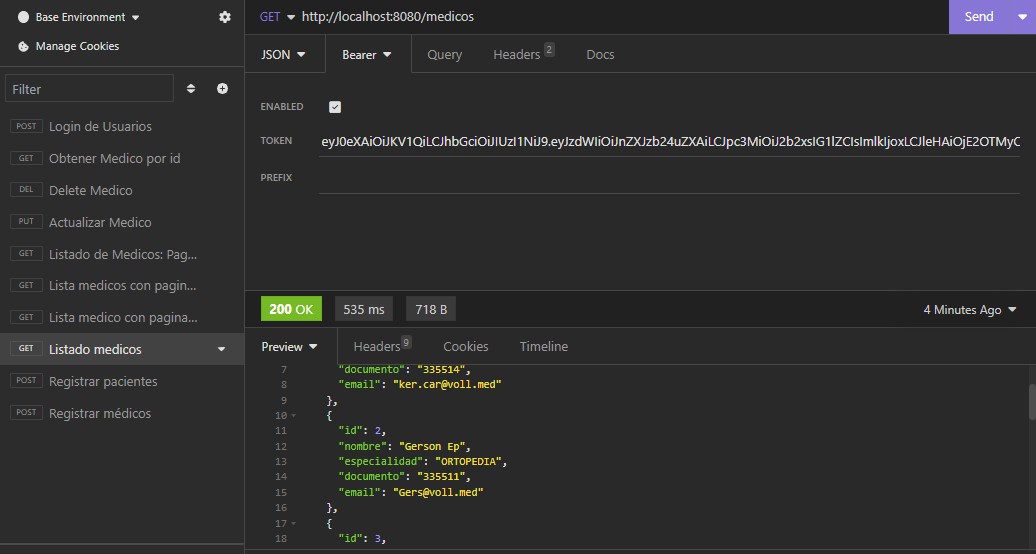 Base Environment
Manage Cookies
Filter
POST Login de Usuarios
GET Obtener Medico por id
DEL Delete Medico
PUT Actualizar Medico
GET Listado de Medicos: Pag...
GET Lista medicos con pagin...
GET Lista medico con pagina...
GET Listado medicos
POST Registrar pacientes
POST Registrar médicos
GET http://localhost:8080/medicos Send
JSON Bearer Query Headers 2 Docs
ENABLED
TOKEN eyJ0eXAiOiJKV1QiLCJhbGciOiJIUzI1NiJ9.eyJzdWIiOiJnZXJzb24uZXAiLCJpc3MiOiJ2b2xsIG1lZCIsImlkIjoxLCJleHAiOjE2OTMyC
PREFIX
200 OK 535 ms 718 B 4 Minutes Ago
Preview Headers 9 Cookies Timeline
7 "documento": "335514",
8 "email": "ker.car@voll.med"
9 },
10 {
11 "id": 2,
12 "nombre": "Gerson Ep",
13 "especialidad": "ORTOPEDIA",
14 "documento": "335511",
15 "email": "Gers@voll.med"
16 },
17 {
18 "id": 3,